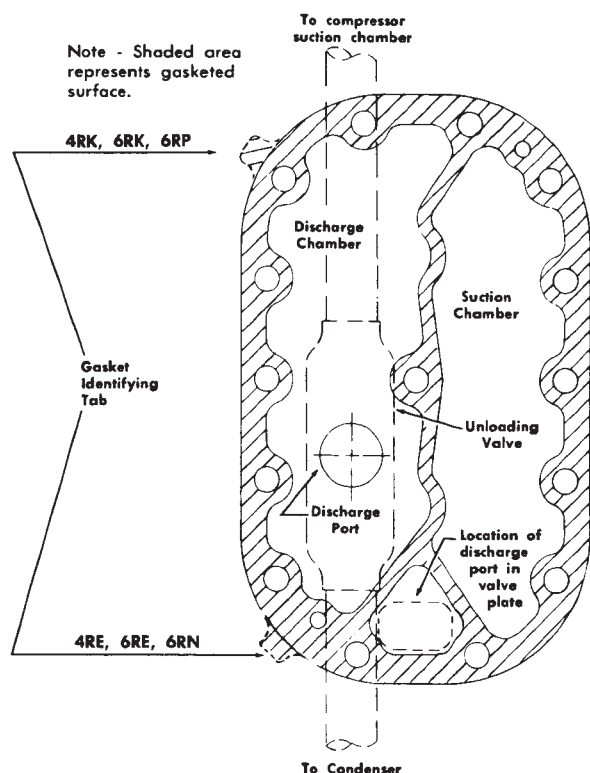 To compressor
suction chamber
Note - Shaded area
represents gasketed
surface.
4RK, 6RK, 6RP
Discharge
Chamber
Suction
Chamber
Gasket
Identifying
Tab
Unloading
Valve
Discharge
Port
Location of
discharge
port in
valve
plate
4RE, 6RE, 6RN
To Condenser